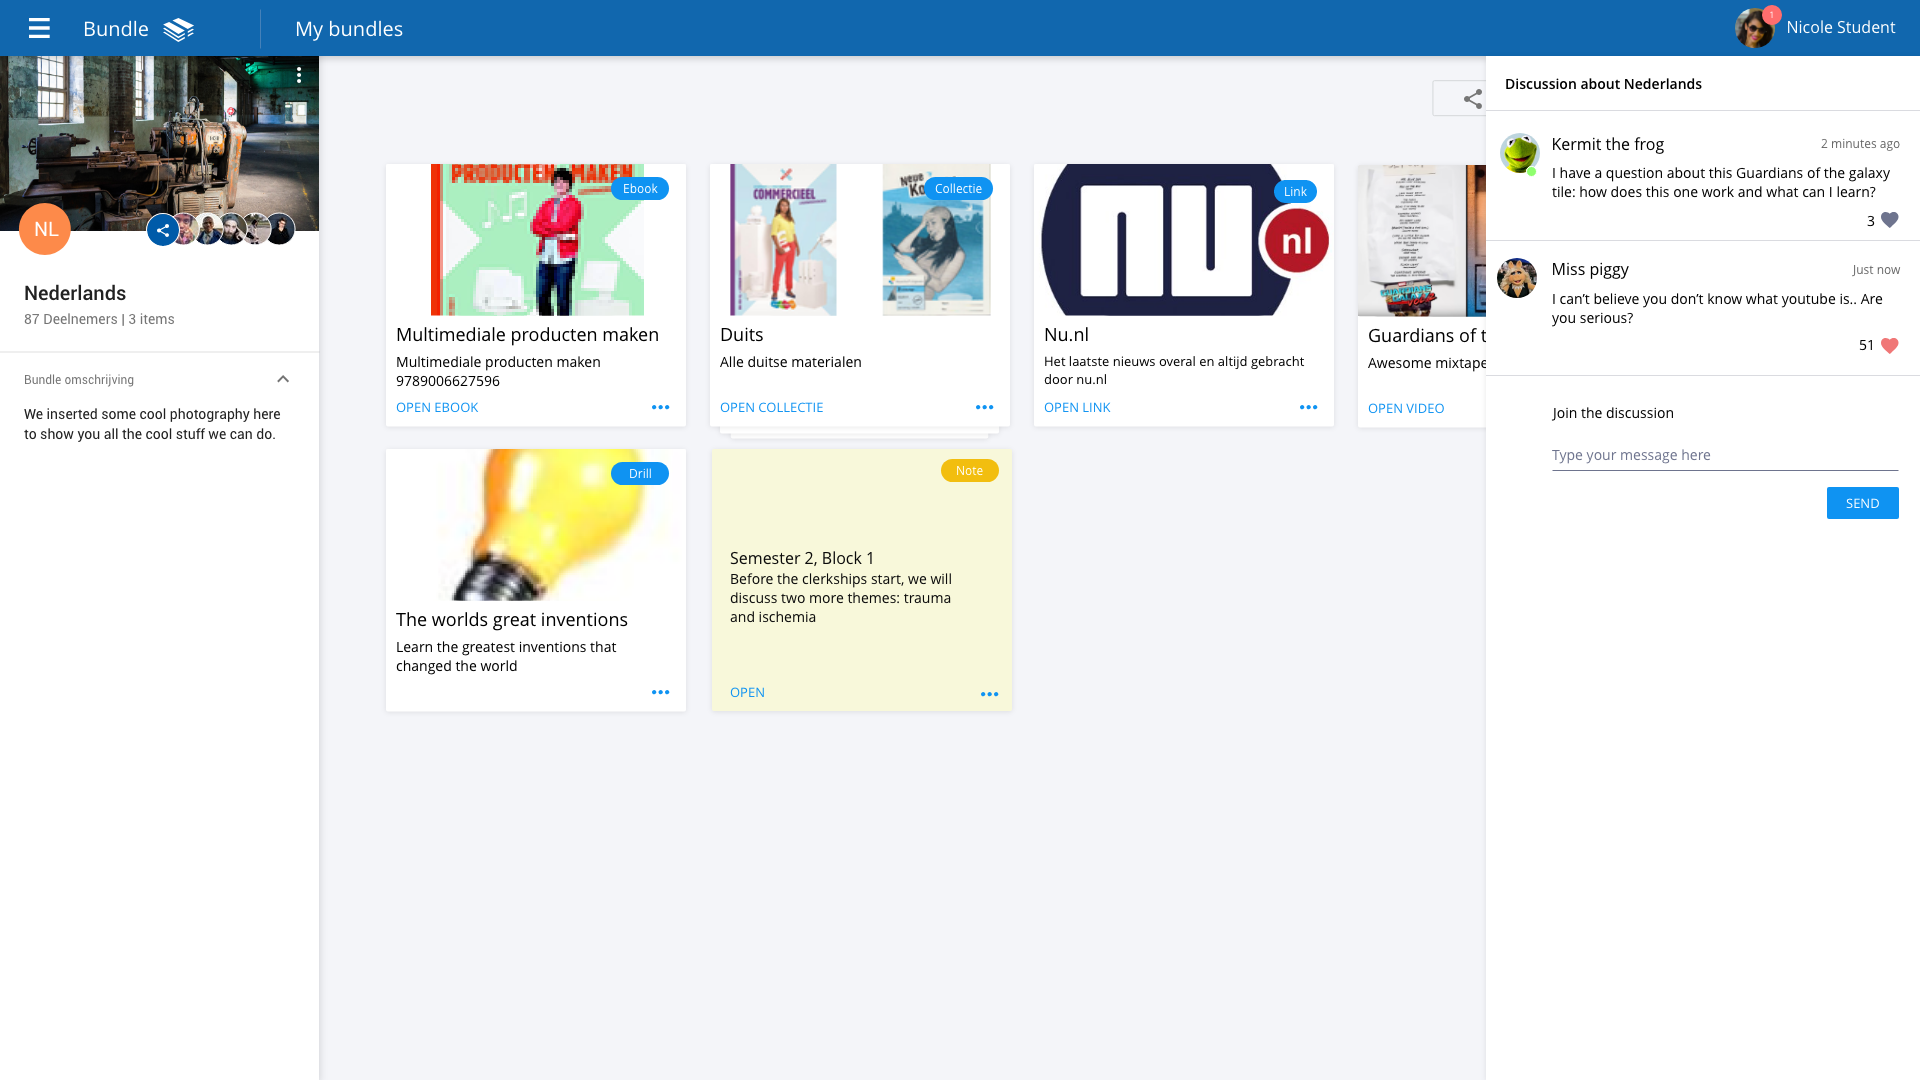 Bundle
My bundles
1
Nicole Student
NL
Nederlands
87 Deelnemers | 3 items
Bundle omschrijving
We inserted some cool photography here
to show you all the cool stuff we can do.
PRODUCTEN MAKEN
Ebook
Multimediale producten maken
Multimediale producten maken
9789006627596
OPEN EBOOK
COMMERCIEEL
Neue
Collectie
Duits
Alle duitse materialen
OPEN COLLECTIE
nu
nl
Link
Nu.nl
Het laatste nieuws overal en altijd gebracht
door nu.nl
OPEN LINK
Guardians of t
Awesome mixtape
OPEN VIDEO
Drill
The worlds great inventions
Learn the greatest inventions that
changed the world
Note
Semester 2, Block 1
Before the clerkships start, we will
discuss two more themes: trauma
and ischemia
OPEN
Discussion about Nederlands
Kermit the frog
2 minutes ago
I have a question about this Guardians of the galaxy
tile: how does this one work and what can I learn?
3
Miss piggy
Just now
I can’t believe you don’t know what youtube is.. Are
you serious?
51
Join the discussion
Type your message here
SEND